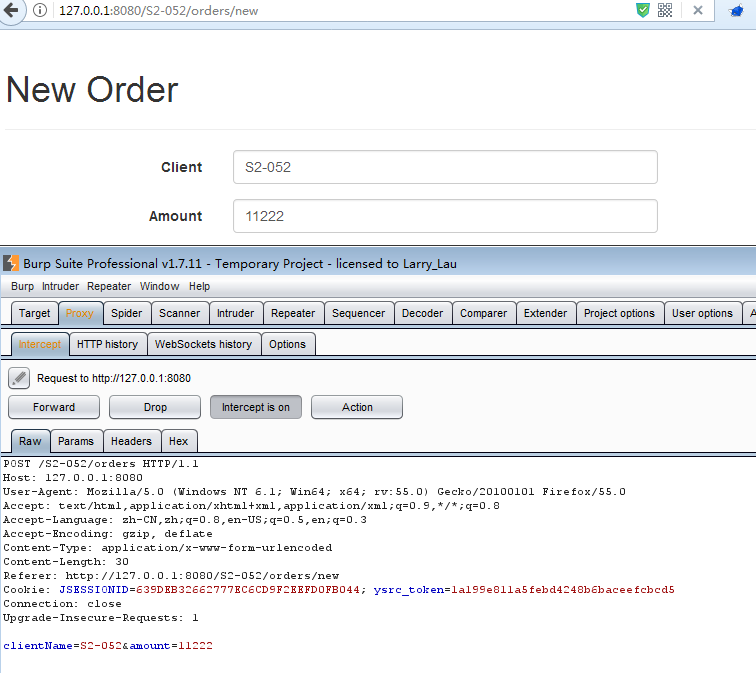 127.0.0.1:8080/S2-052/orders/new
New Order
Client S2-052
Amount 11222
Burp Suite Professional v1.7.11 - Temporary Project - licensed to Larry_Lau
Burp Intruder Repeater Window Help
Target Proxy Spider Scanner Intruder Repeater Sequencer Decoder Comparer Extender Project options User options A
Intercept HTTP history WebSockets history Options
Request to http://127.0.0.1:8080
Forward Drop Intercept is on Action
Raw Params Headers Hex
POST /S2-052/orders HTTP/1.1
Host: 127.0.0.1:8080
User-Agent: Mozilla/5.0 (Windows NT 6.1; Win64; x64; rv:55.0) Gecko/20100101 Firefox/55.0
Accept: text/html,application/xhtml+xml,application/xml;q=0.9,*/*;q=0.8
Accept-Language: zh-CN,zh;q=0.8,en-US;q=0.5,en;q=0.3
Accept-Encoding: gzip, deflate
Content-Type: application/x-www-form-urlencoded
Content-Length: 30
Referer: http://127.0.0.1:8080/S2-052/orders/new
Cookie: JSESSIONID=639DEB32662777EC6CD9F2EEFD0FB044; ysrc_token=1a199e811a5febd4248b6baceefcbcd5
Connection: close
Upgrade-Insecure-Requests: 1
clientName=S2-052&amount=11222